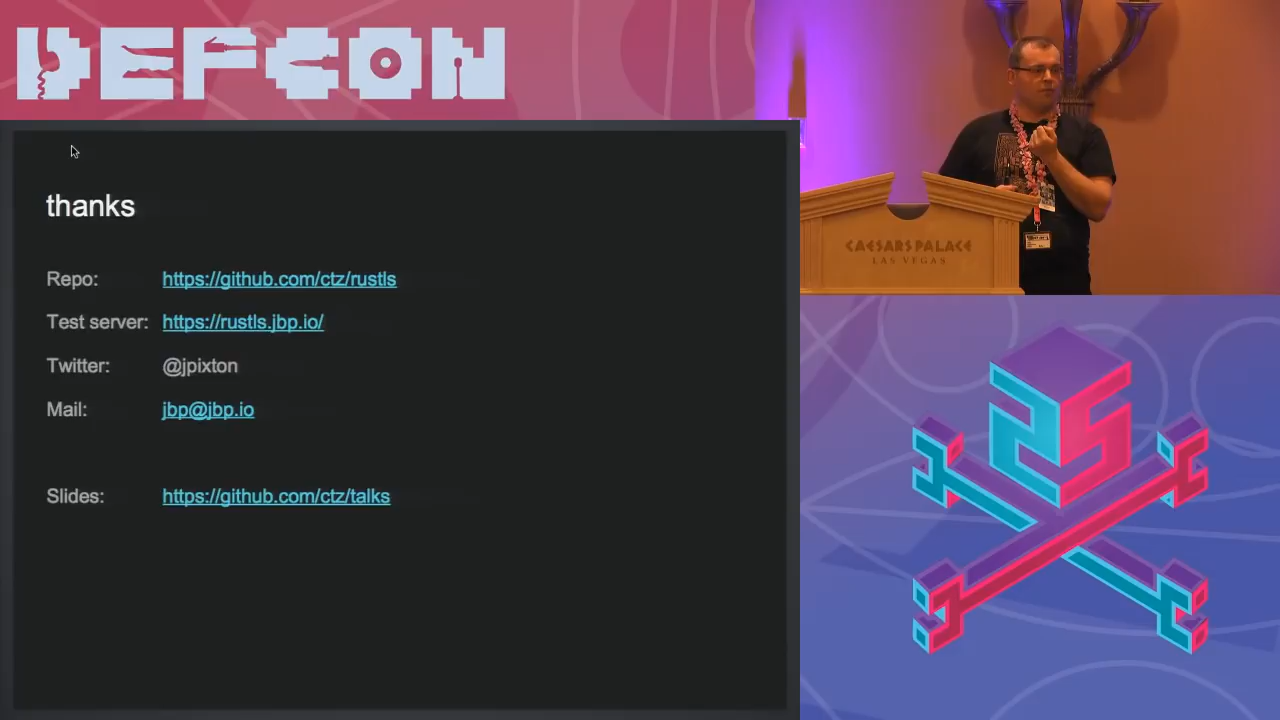 DEFCON
thanks
Repo: https://github.com/ctz/rustls
Test server: https://rustls.jbp.io/
Twitter: @jpixton
Mail: jbp@jbp.io
Slides: https://github.com/ctz/talks
CAESARS PALACE
LAS VEGAS
25